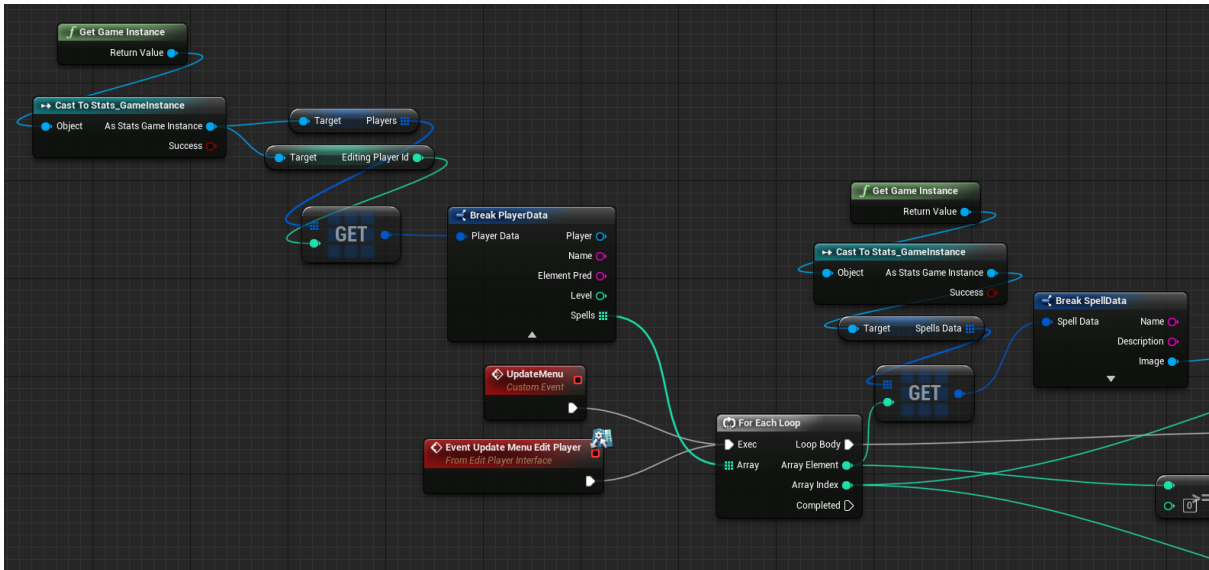 Get Game Instance
Return Value
Cast To Stats_GameInstance
Object As Stats Game Instance
Success
Target Players
Target Editing Player Id
GET
Break PlayerData
Player Data Player
Name
Element Pred
Level
Spells
UpdateMenu
Custom Event
Event Update Menu Edit Player
From Edit Player Interface
For Each Loop
Exec Loop Body
Array Array Element
Array Index
Completed
Get Game Instance
Return Value
Cast To Stats_GameInstance
Object As Stats Game Instance
Success
Target Spells Data
GET
Break SpellData
Spell Data Name
Description
Image
0 >=